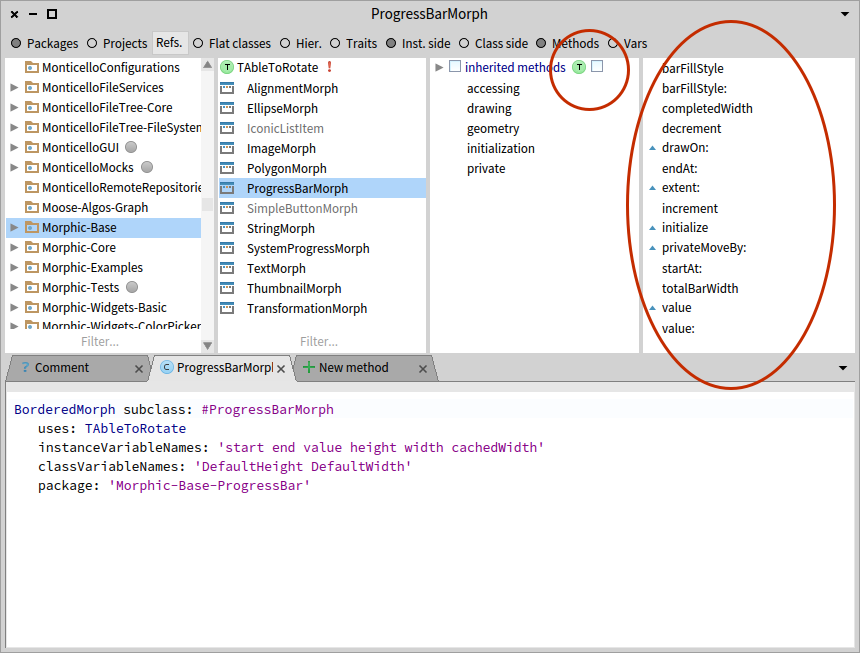 ProgressBarMorph
Packages Projects Refs. Flat classes Hier. Traits Inst. side Class side Methods Vars
MonticelloConfigurations
MonticelloFileServices
MonticelloFileTree-Core
MonticelloFileTree-FileSystem
MonticelloGUI
MonticelloMocks
MonticelloRemoteRepositorie
Moose-Algos-Graph
Morphic-Base
Morphic-Core
Morphic-Examples
Morphic-Tests
Morphic-Widgets-Basic
Morphic-Widgets-ColorPicker
Filter...
T TAbleToRotate !
AlignmentMorph
EllipseMorph
IconicListItem
ImageMorph
PolygonMorph
ProgressBarMorph
SimpleButtonMorph
StringMorph
SystemProgressMorph
TextMorph
ThumbnailMorph
TransformationMorph
Filter...
inherited methods T
accessing
drawing
geometry
initialization
private
barFillStyle
barFillStyle:
completedWidth
decrement
drawOn:
endAt:
extent:
increment
initialize
privateMoveBy:
startAt:
totalBarWidth
value
value:
? Comment
C ProgressBarMorpl
New method
BorderedMorph subclass: #ProgressBarMorph
uses: TAbleToRotate
instanceVariableNames: 'start end value height width cachedWidth'
classVariableNames: 'DefaultHeight DefaultWidth'
package: 'Morphic-Base-ProgressBar'